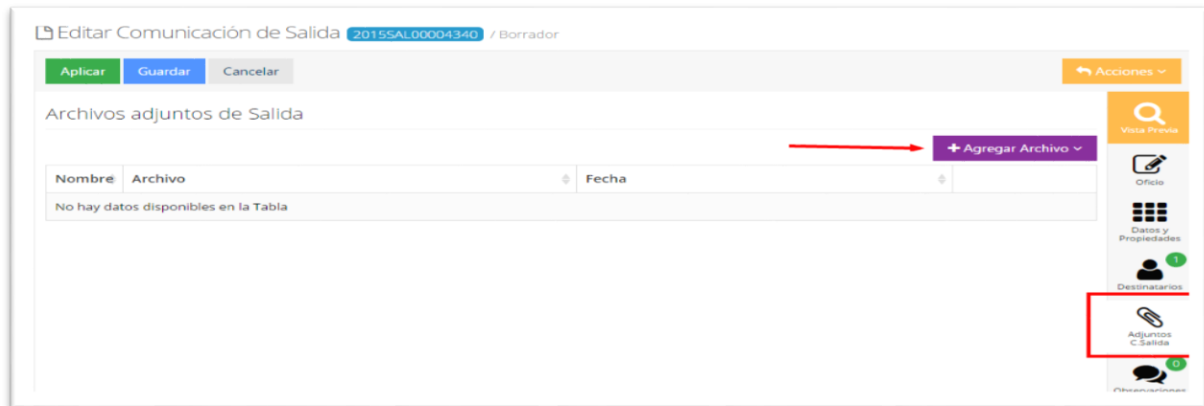 Editar Comunicación de Salida 2015SAL00004340 / Borrador
Aplicar Guardar Cancelar Acciones
Archivos adjuntos de Salida
Vista Previa
+ Agregar Archivo
Oficio
Nombre Archivo Fecha
No hay datos disponibles en la Tabla
Datos y
Propiedades
1
Destinatarios
Adjuntos
C.Salida
0
Observaciones